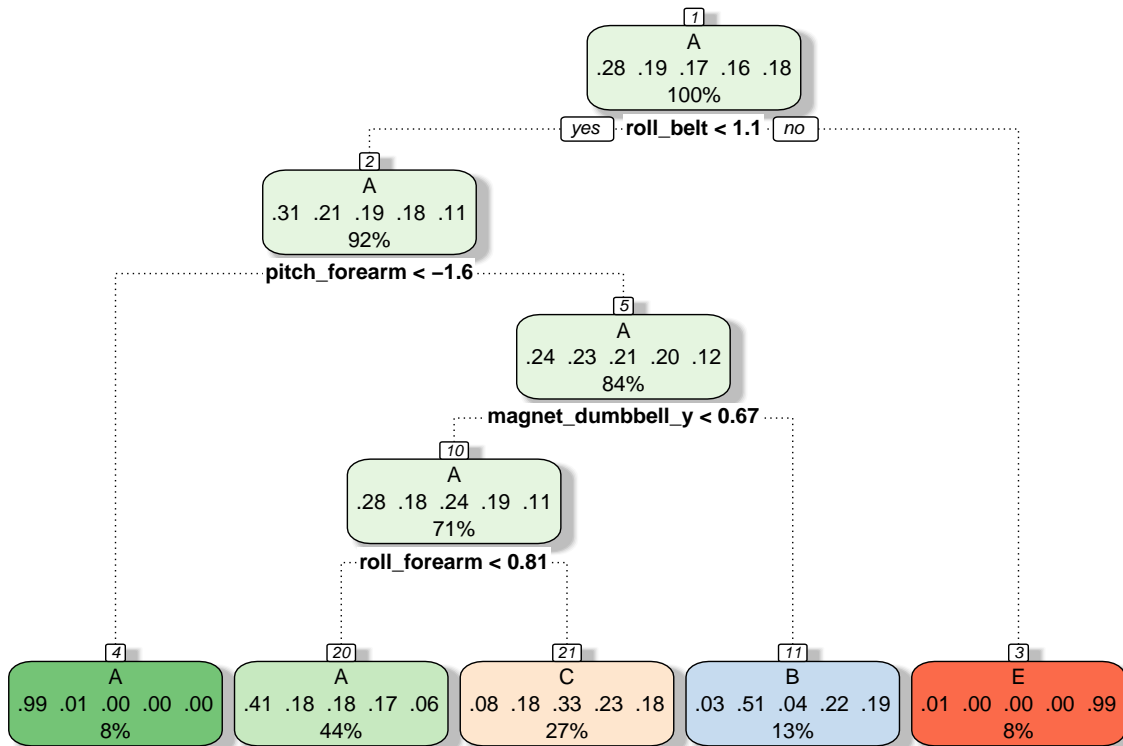 1
A
.28 .19 .17 .16 .18
100%
yes roll_belt < 1.1 no
2
A
.31 .21 .19 .18 .11
92%
pitch_forearm < −1.6
5
A
.24 .23 .21 .20 .12
84%
magnet_dumbbell_y < 0.67
10
A
.28 .18 .24 .19 .11
71%
roll_forearm < 0.81
4
A
.99 .01 .00 .00 .00
8%
20
A
.41 .18 .18 .17 .06
44%
21
C
.08 .18 .33 .23 .18
27%
11
B
.03 .51 .04 .22 .19
13%
3
E
.01 .00 .00 .00 .99
8%